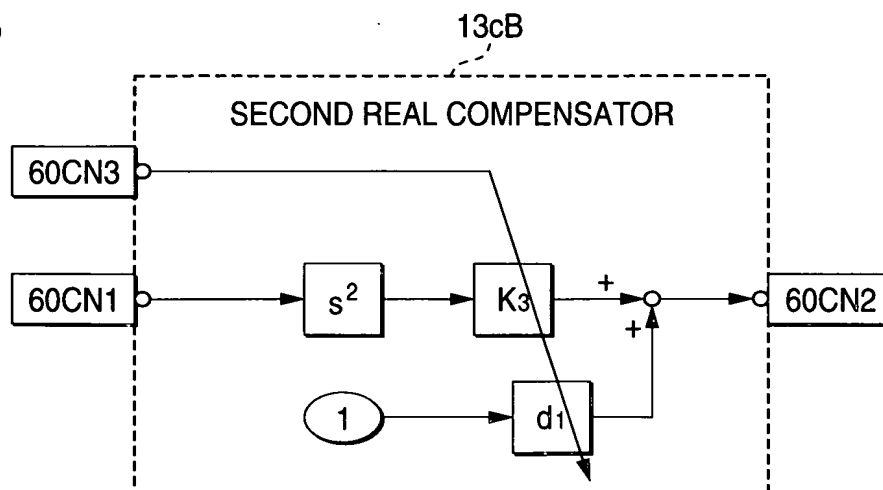 13cB
SECOND REAL COMPENSATOR
60CN3
60CN1
s²
K₃
+
60CN2
+
1
d₁